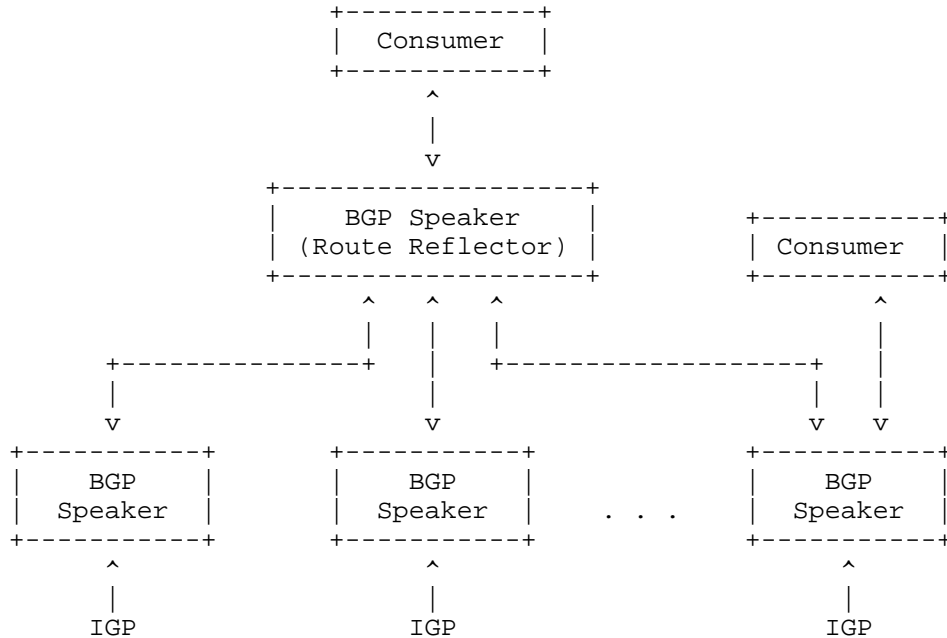 Consumer
BGP Speaker
(Route Reflector)
Consumer
BGP
Speaker
BGP
Speaker
. . .
BGP
Speaker
IGP
IGP
IGP